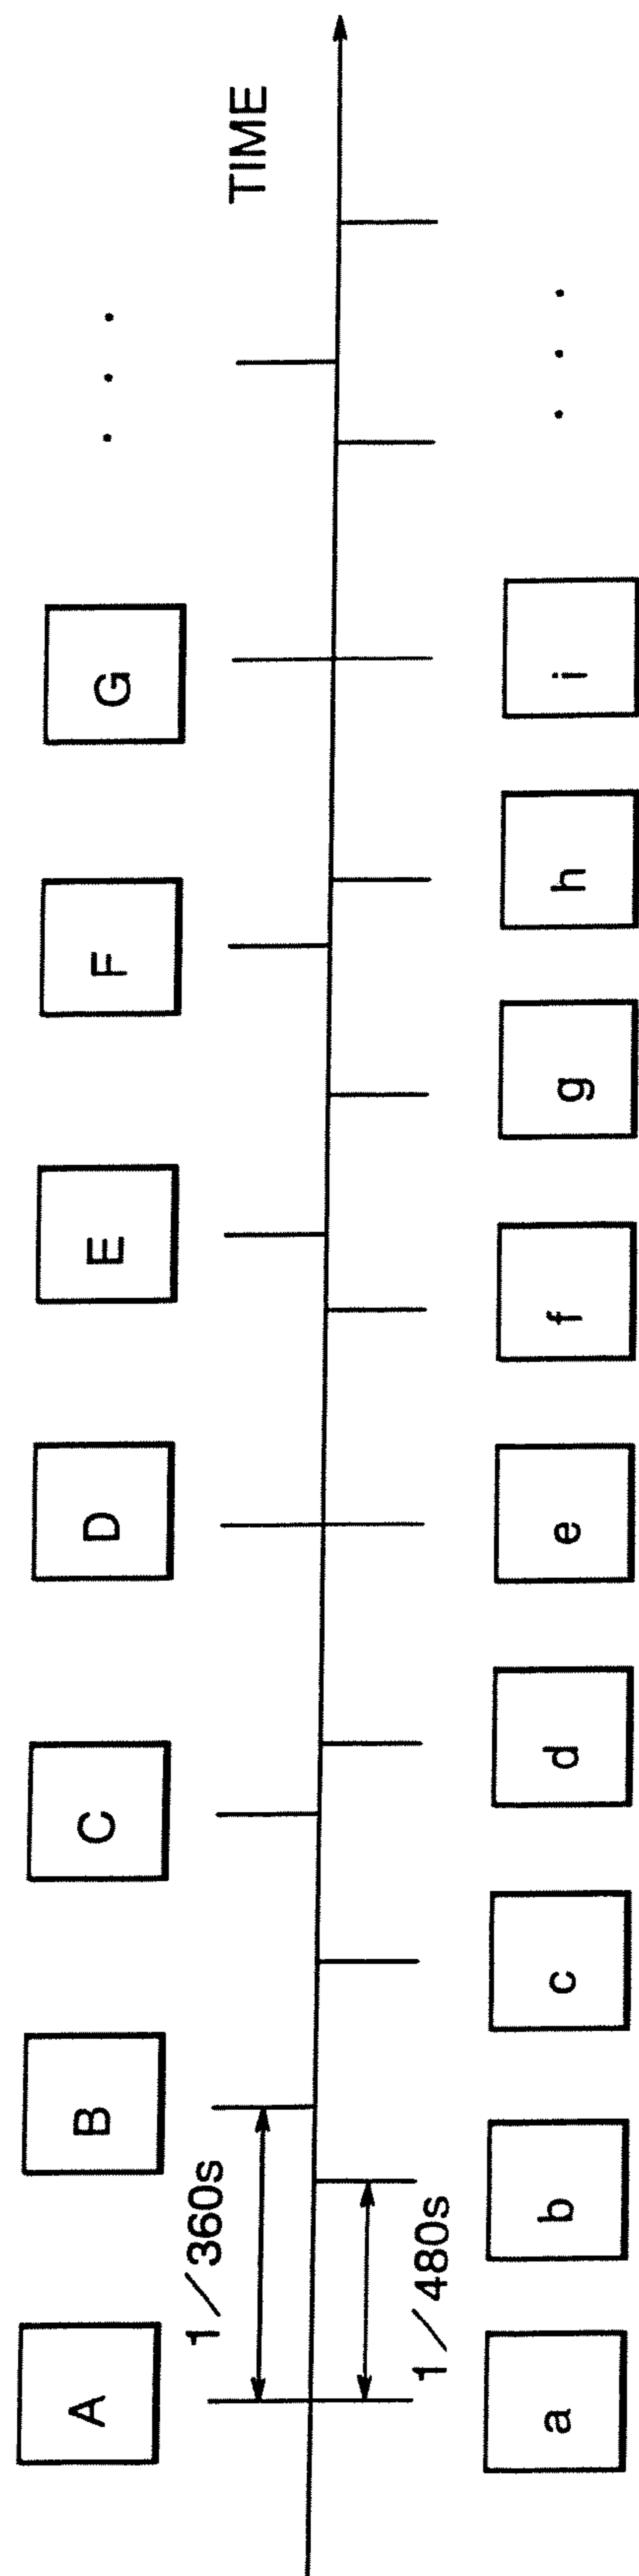 A B C D E F G . . .
1/360s
TIME
1/480s
a b c d e f g h i . . .